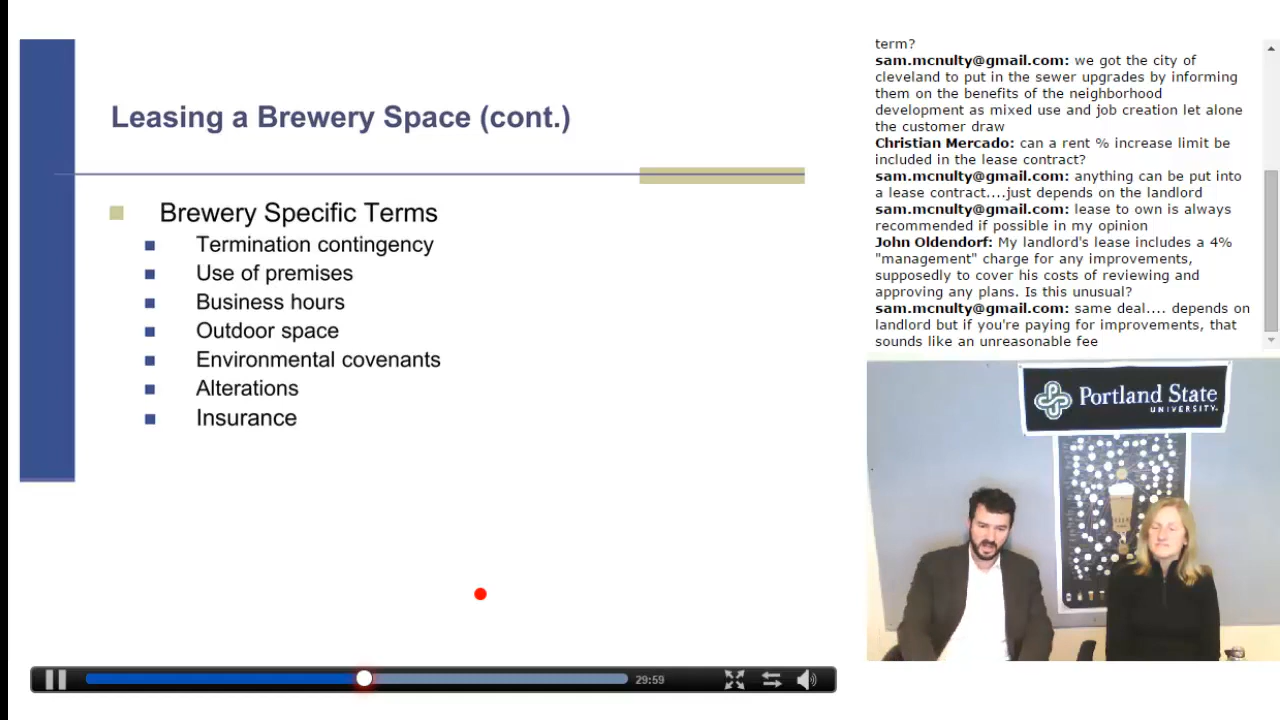 Leasing a Brewery Space (cont.)
Brewery Specific Terms
Termination contingency
Use of premises
Business hours
Outdoor space
Environmental covenants
Alterations
Insurance
29:59
term?
sam.mcnulty@gmail.com: we got the city of
cleveland to put in the sewer upgrades by informing
them on the benefits of the neighborhood
development as mixed use and job creation let alone
the customer draw
Christian Mercado: can a rent % increase limit be
included in the lease contract?
sam.mcnulty@gmail.com: anything can be put into
a lease contract....just depends on the landlord
sam.mcnulty@gmail.com: lease to own is always
recommended if possible in my opinion
John Oldendorf: My landlord's lease includes a 4%
"management" charge for any improvements,
supposedly to cover his costs of reviewing and
approving any plans. Is this unusual?
sam.mcnulty@gmail.com: same deal.... depends on
landlord but if you're paying for improvements, that
sounds like an unreasonable fee
Portland State
UNIVERSITY